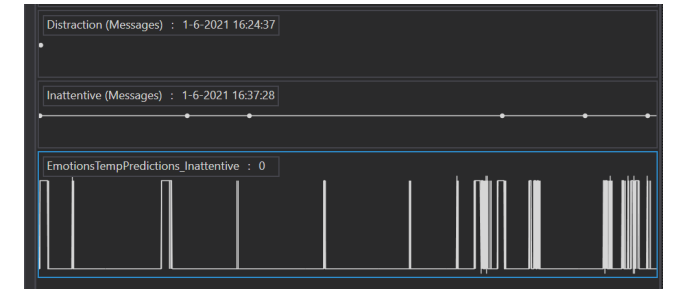 Distraction (Messages) : 1-6-2021 16:24:37
Inattentive (Messages) : 1-6-2021 16:37:28
EmotionsTempPredictions_Inattentive : 0